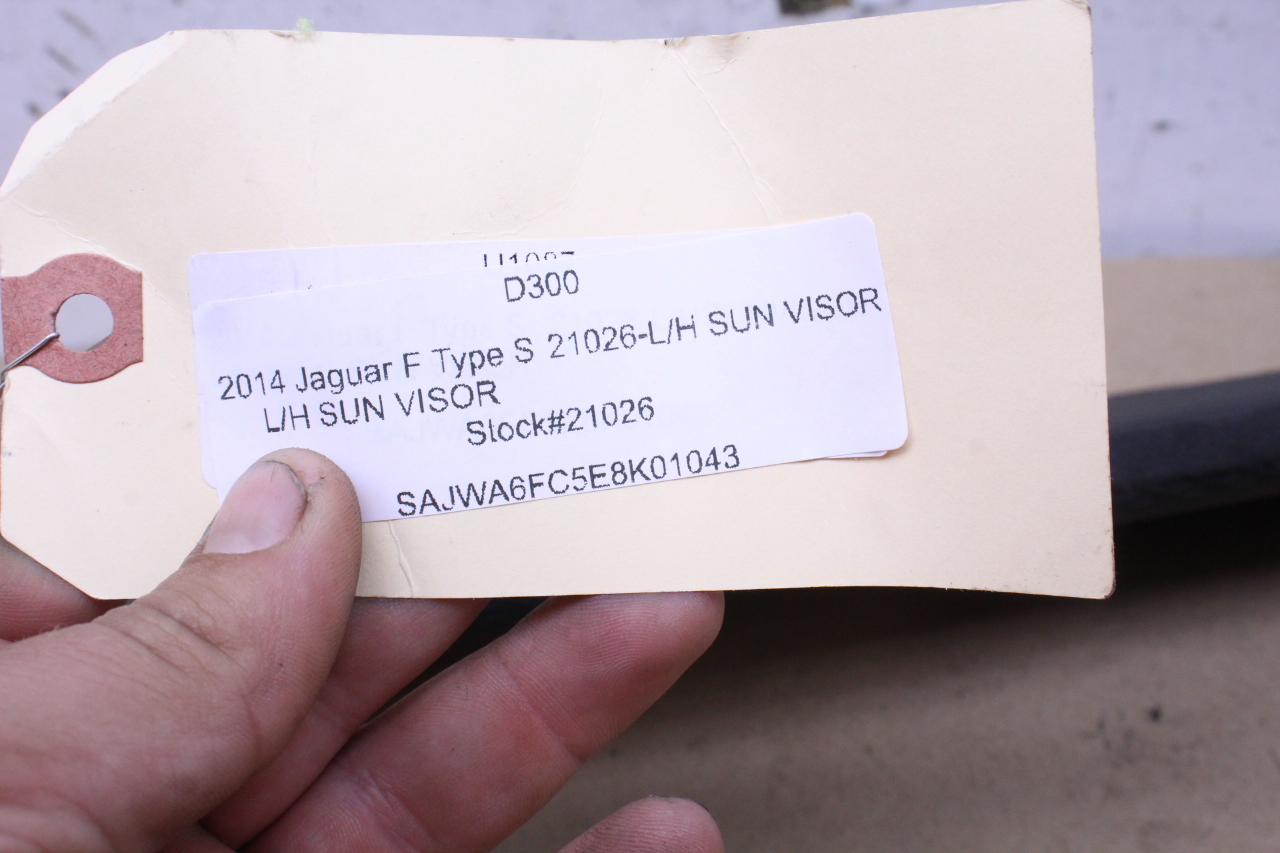 D300
2014 Jaguar F Type S 21026-L/H SUN VISOR
L/H SUN VISOR
Stock#21026
SAJWA6FC5E8K01043